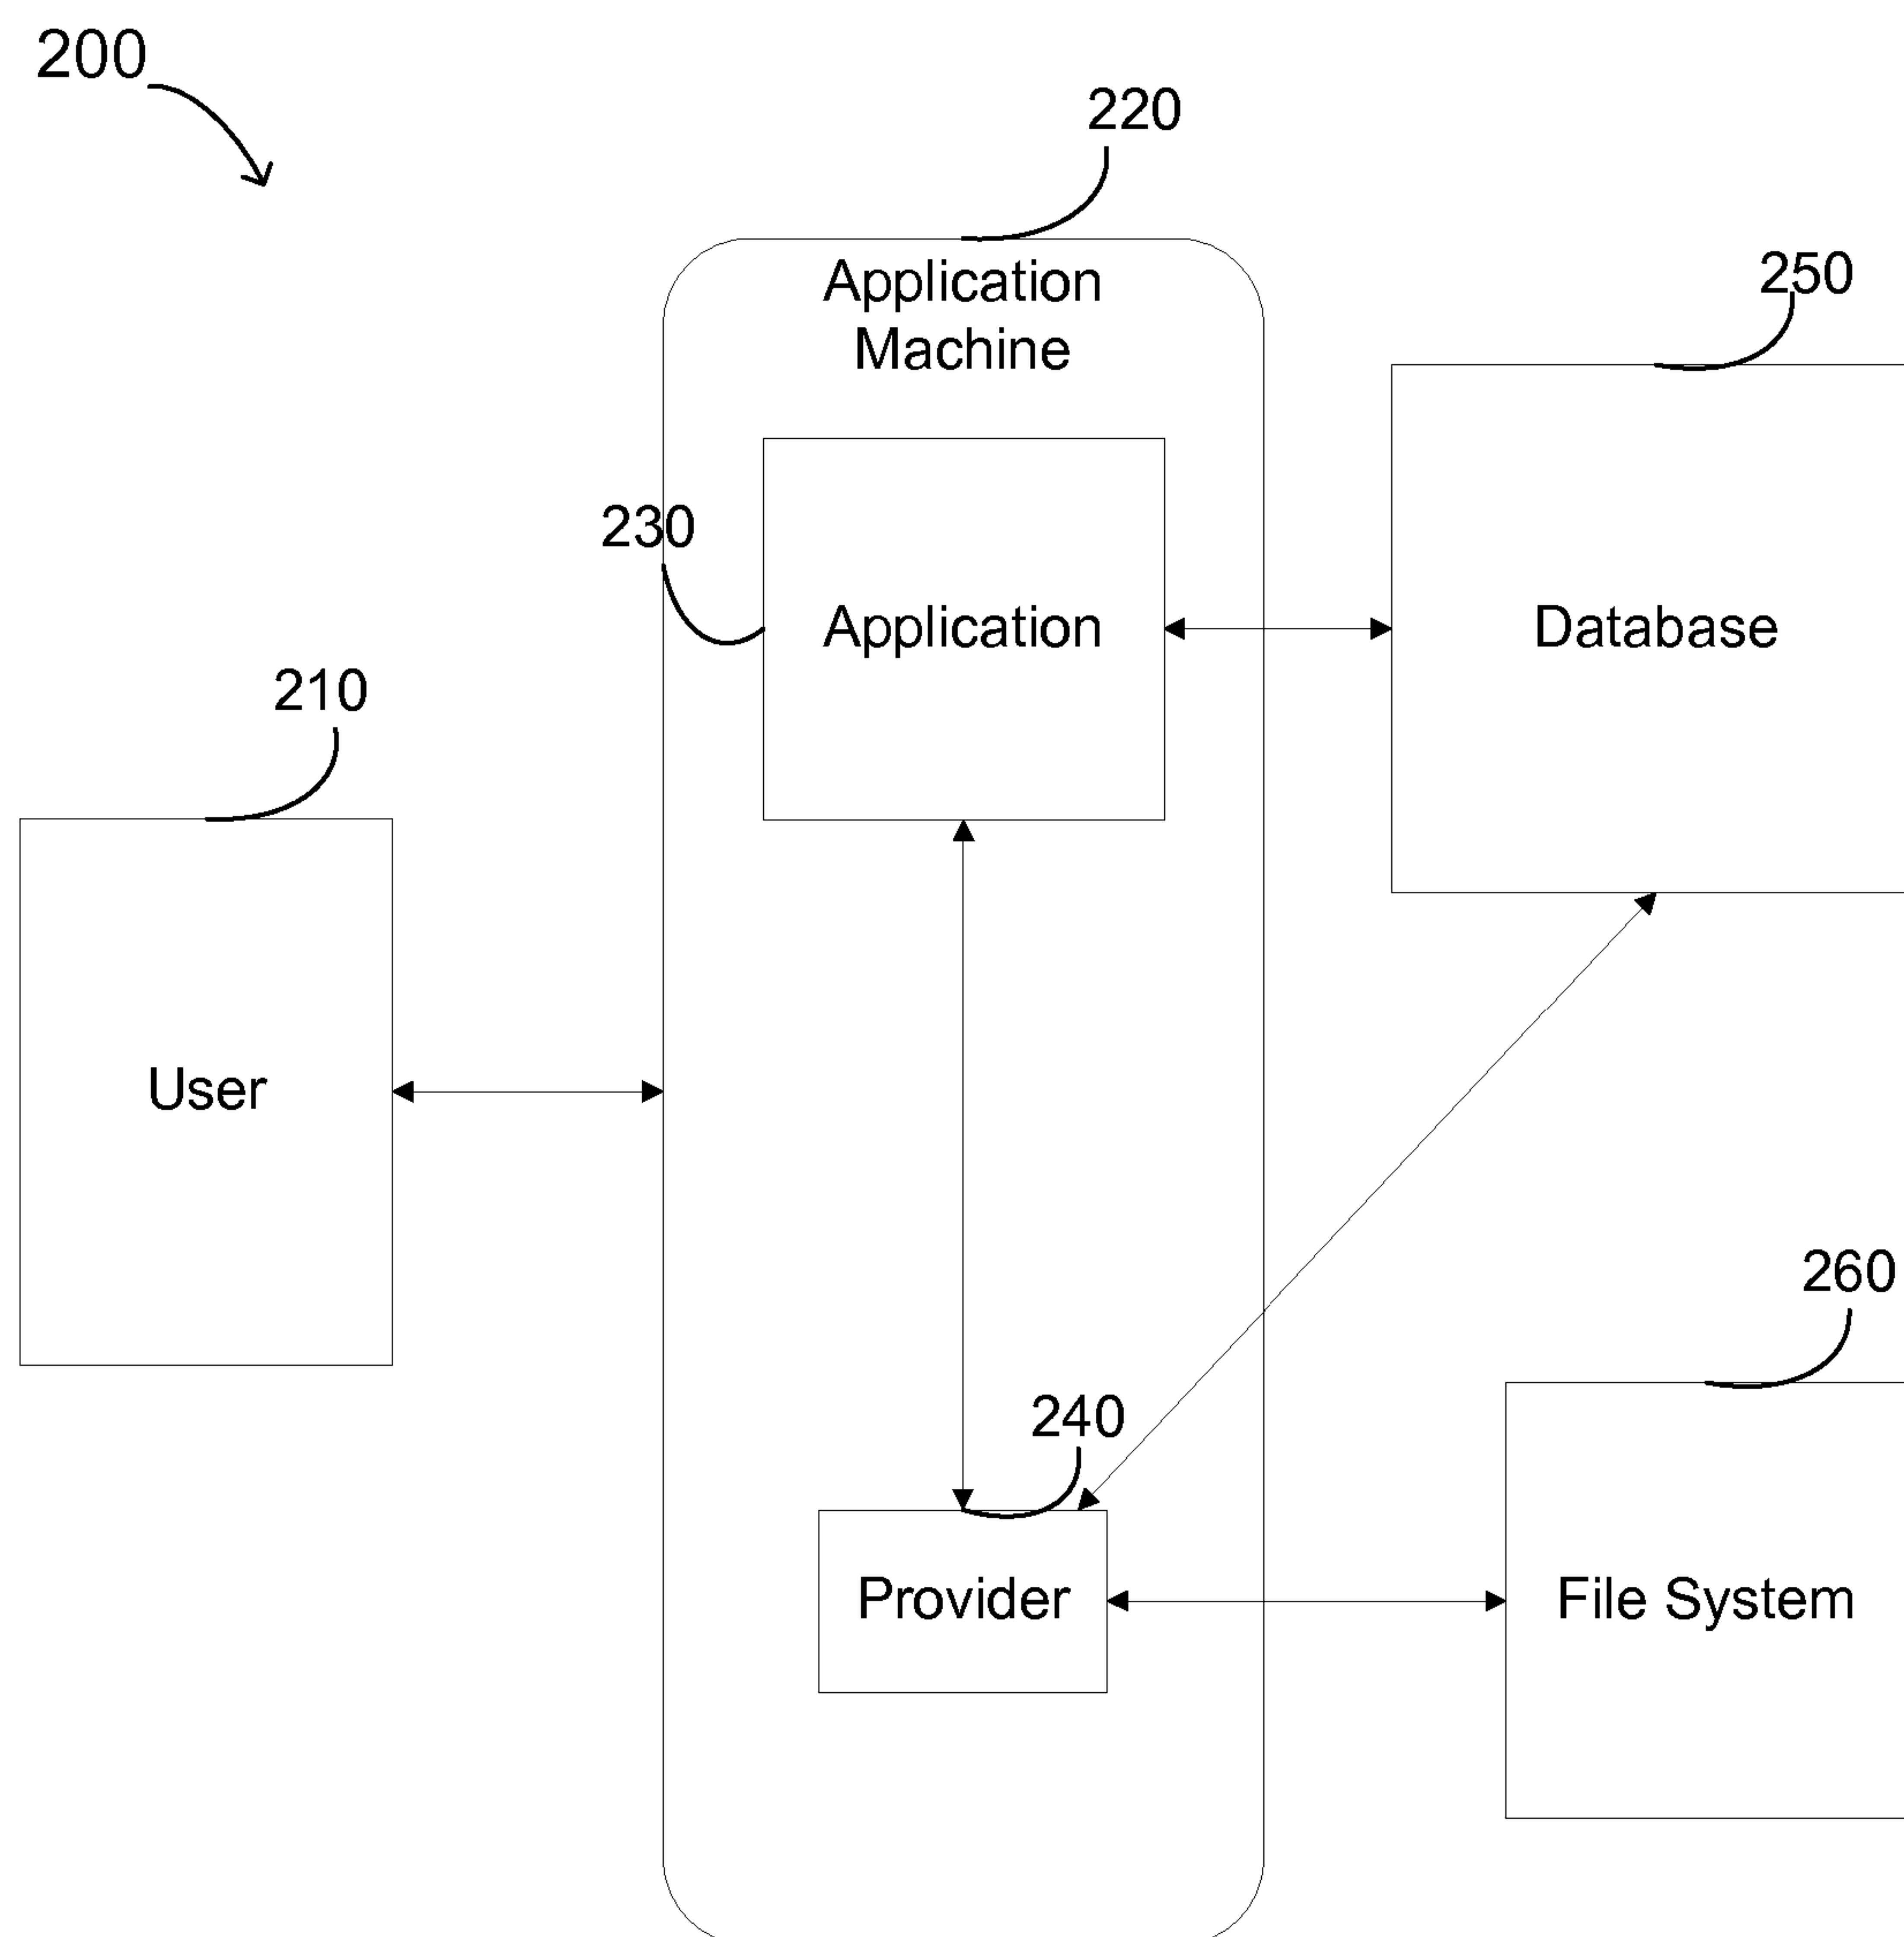 200
220
Application
Machine
250
230
Application
Database
210
User
260
240
Provider
File System